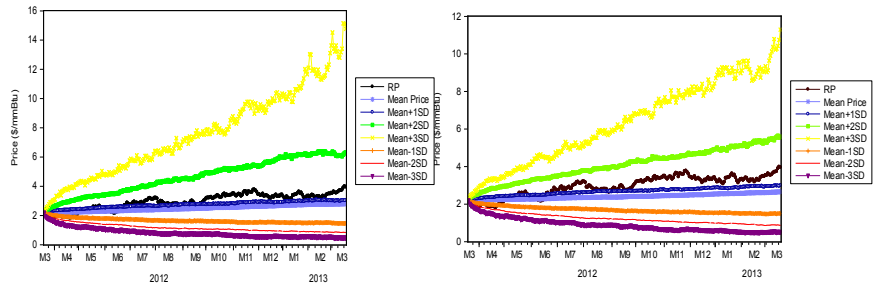 16
14
12
10
8
6
4
2
0
Price ($/mmBtu)
M3 M4 M5 M6 M7 M8 M9 M10 M11 M12 M1 M2 M3
2012 2013
RP
Mean Price
Mean+1SD
Mean+2SD
Mean+3SD
Mean-1SD
Mean-2SD
Mean-3SD
12
10
8
6
4
2
0
Price ($/mmBtu)
M3 M4 M5 M6 M7 M8 M9 M10 M11 M12 M1 M2 M3
2012 2013
RP
Mean Price
Mean+1SD
Mean+2SD
Mean+3SD
Mean-1SD
Mean-2SD
Mean-3SD